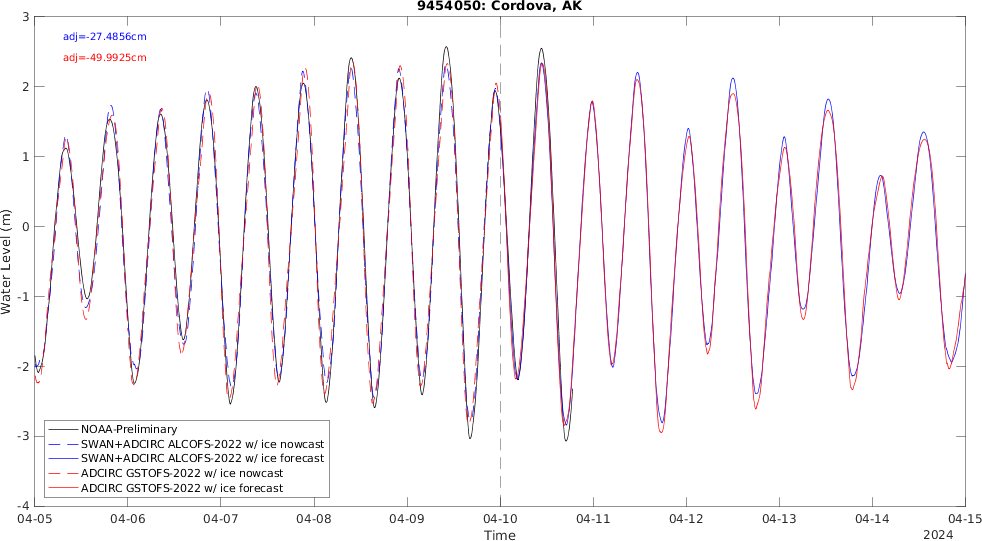 9454050: Cordova, AK
adj=-27.4856cm
adj=-49.9925cm
3
2
1
0
-1
-2
-3
-4
Water Level (m)
NOAA-Preliminary
SWAN+ADCIRC ALCOFS-2022 w/ ice nowcast
SWAN+ADCIRC ALCOFS-2022 w/ ice forecast
ADCIRC GSTOFS-2022 w/ ice nowcast
ADCIRC GSTOFS-2022 w/ ice forecast
04-05 04-06 04-07 04-08 04-09 04-10 04-11 04-12 04-13 04-14 04-15
Time
2024